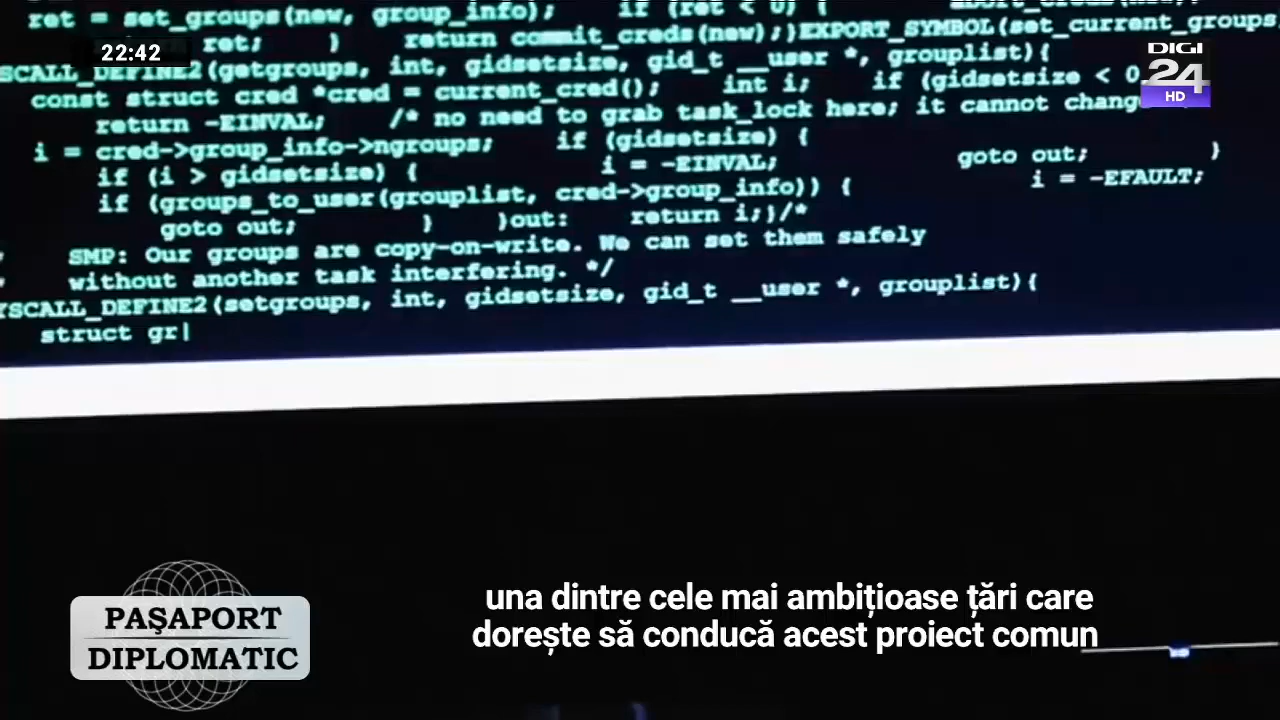 ret = set_groups(new, group_info); if (ret < 0) {
22:42
ret; } return commit_creds(new);}EXPORT_SYMBOL(set_current_groups
DIGI
24
HD
SCALL_DEFINE2(getgroups, int, gidsetsize, gid_t __user *, grouplist){
const struct cred *cred = current_cred(); int i; if (gidsetsize < 0
return -EINVAL; /* no need to grab task_lock here; it cannot
i = cred->group_info->ngroups; if (gidsetsize) {
if (i > gidsetsize) { i = -EINVAL; goto out; }
if (groups_to_user(grouplist, cred->group_info)) { i = -EFAULT;
goto out; } }out: return i;}/*
SMP: Our groups are copy-on-write. We can set them safely
without another task interfering. */
YSCALL_DEFINE2(setgroups, int, gidsetsize, gid_t __user *, grouplist){
struct gr|
PAŞAPORT
DIPLOMATIC
una dintre cele mai ambițioase țări care
dorește să conducă acest proiect comun